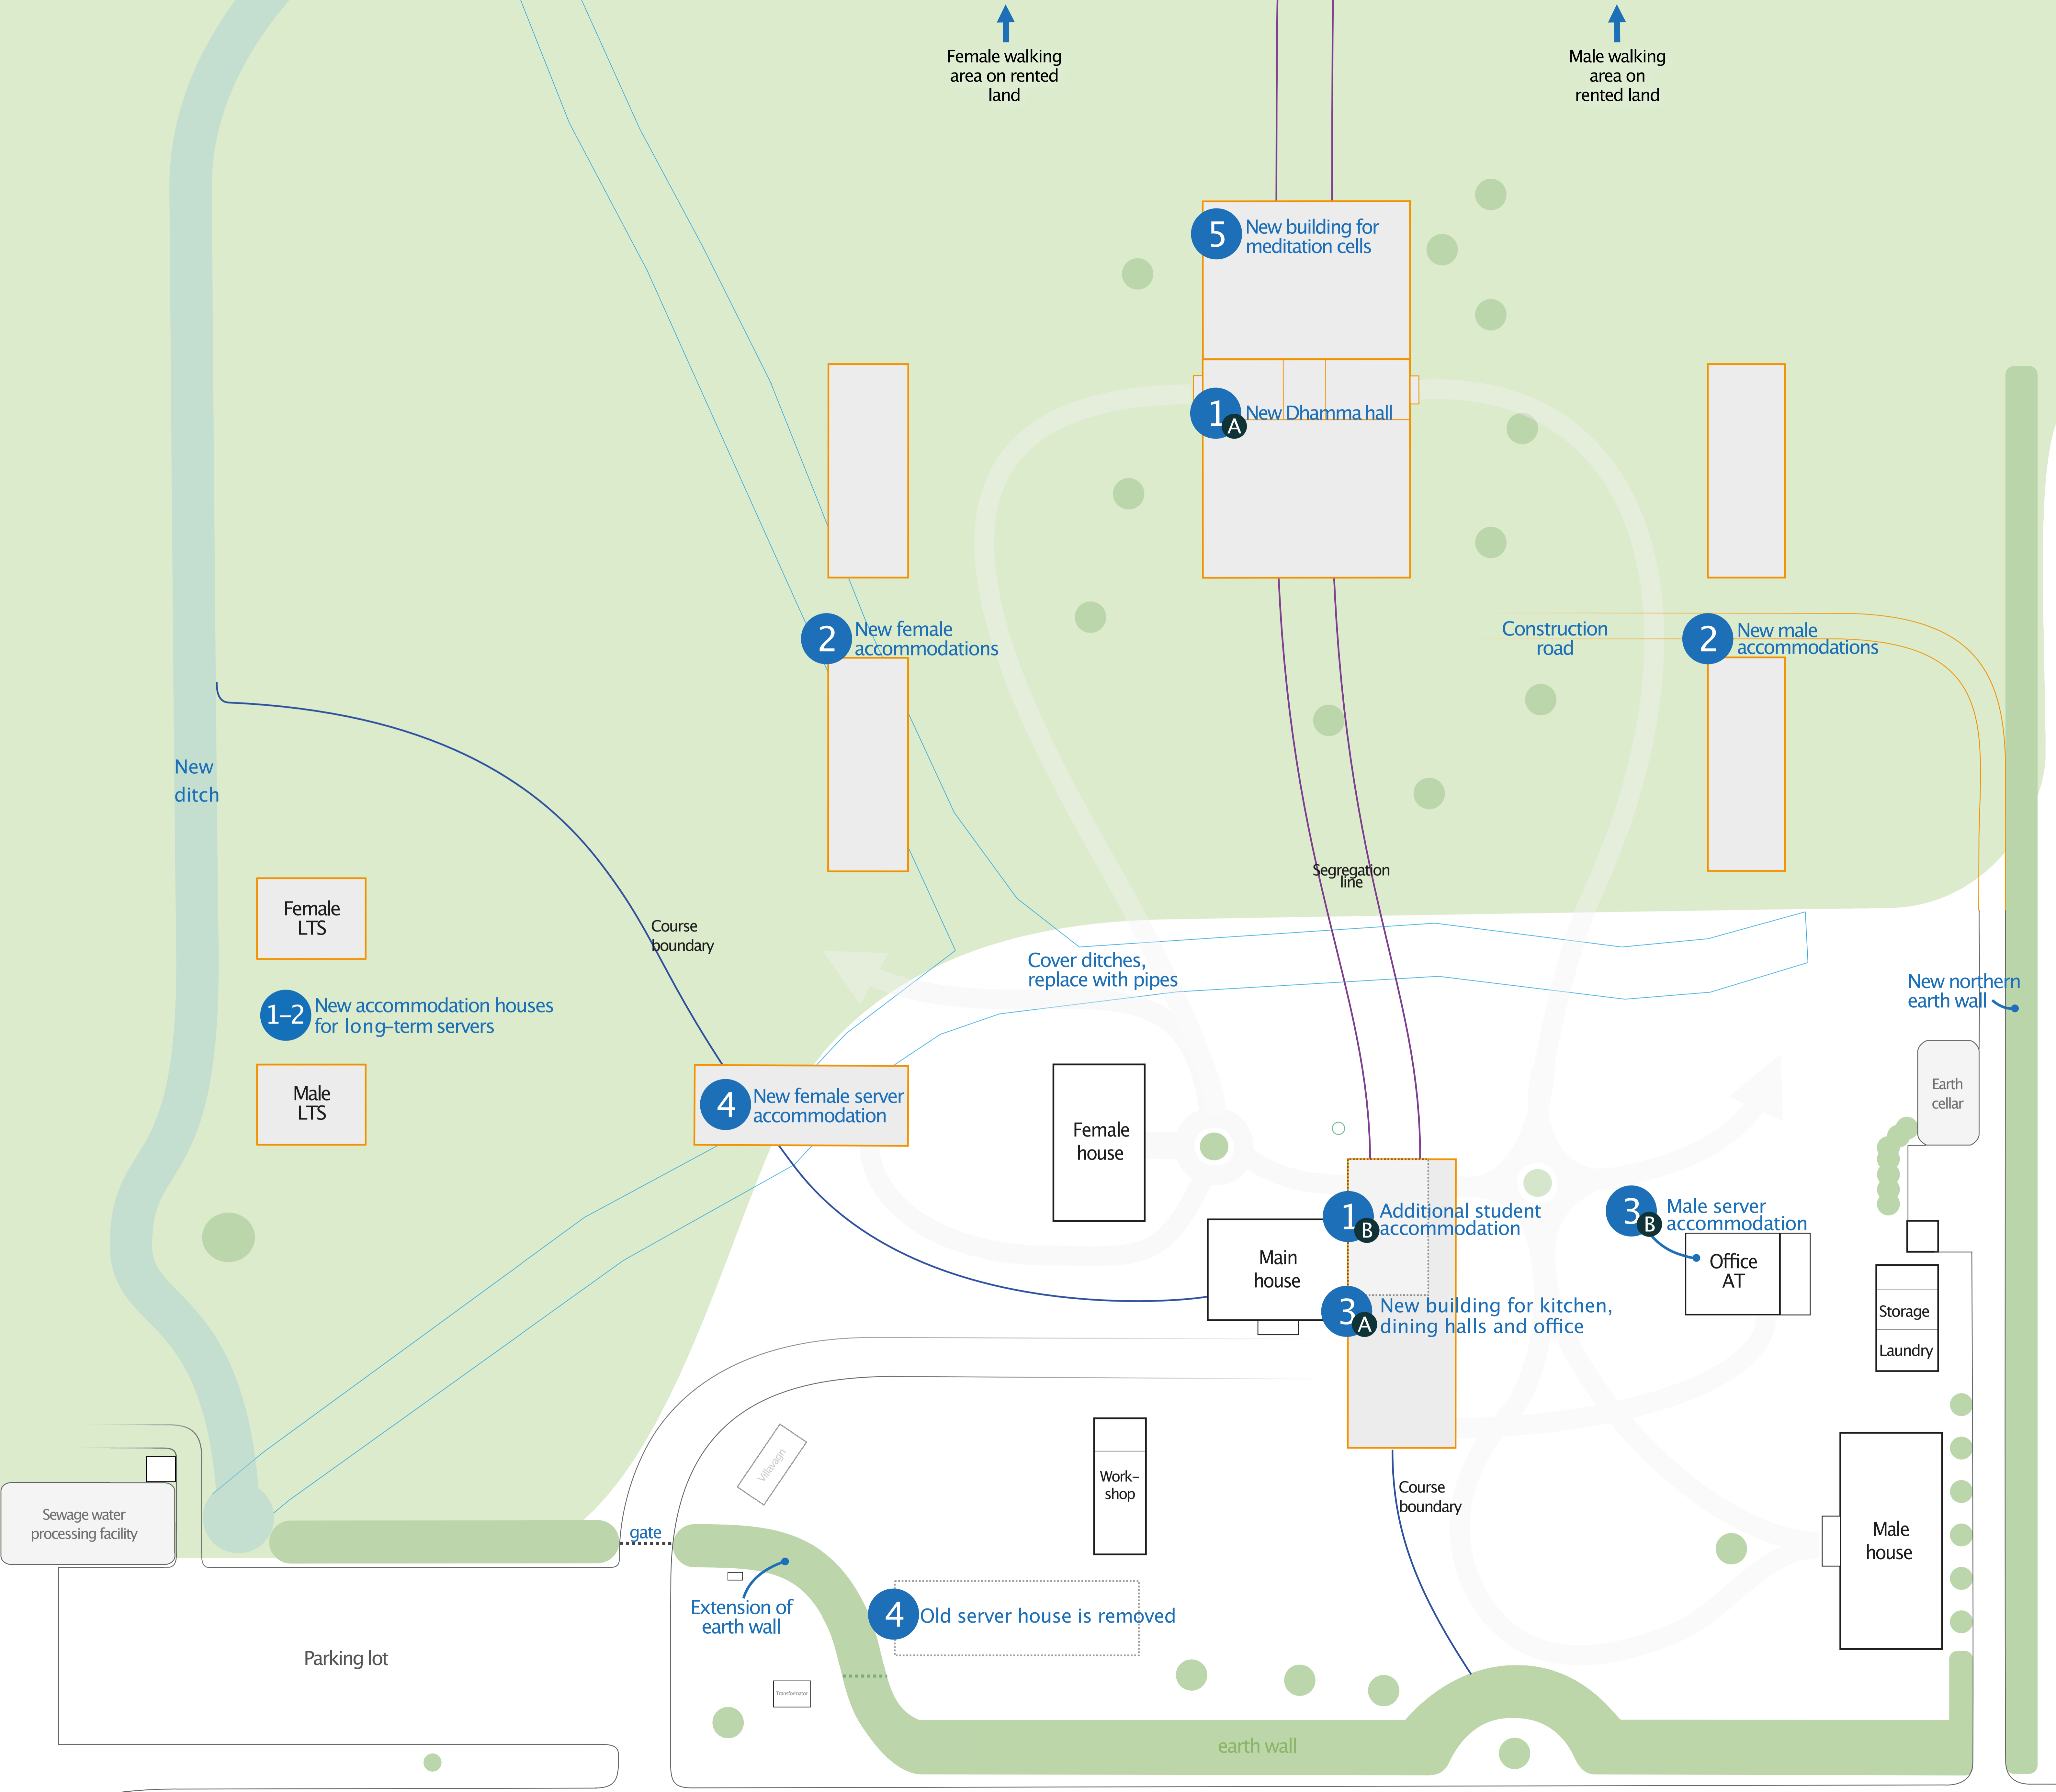 Female walking
area on rented
land
Male walking
area on
rented land
5
New building for
meditation cells
1
A
New Dhamma hall
2
New female
accommodations
Construction
road
2
New male
accommodations
New
ditch
Segregation
line
Female
LTS
Course
boundary
Cover ditches,
replace with pipes
New northern
earth wall
1–2
New accommodation houses
for long–term servers
Male
LTS
4
New female server
accommodation
Female
house
Earth
cellar
1
B
Additional student
accommodation
3
B
Male server
accommodation
Main
house
Office
AT
3
A
New building for kitchen,
dining halls and office
Storage
Laundry
Villavagn
Work–
shop
Course
boundary
Male
house
Sewage water
processing facility
gate
Extension of
earth wall
4
Old server house is removed
Parking lot
Transformator
earth wall